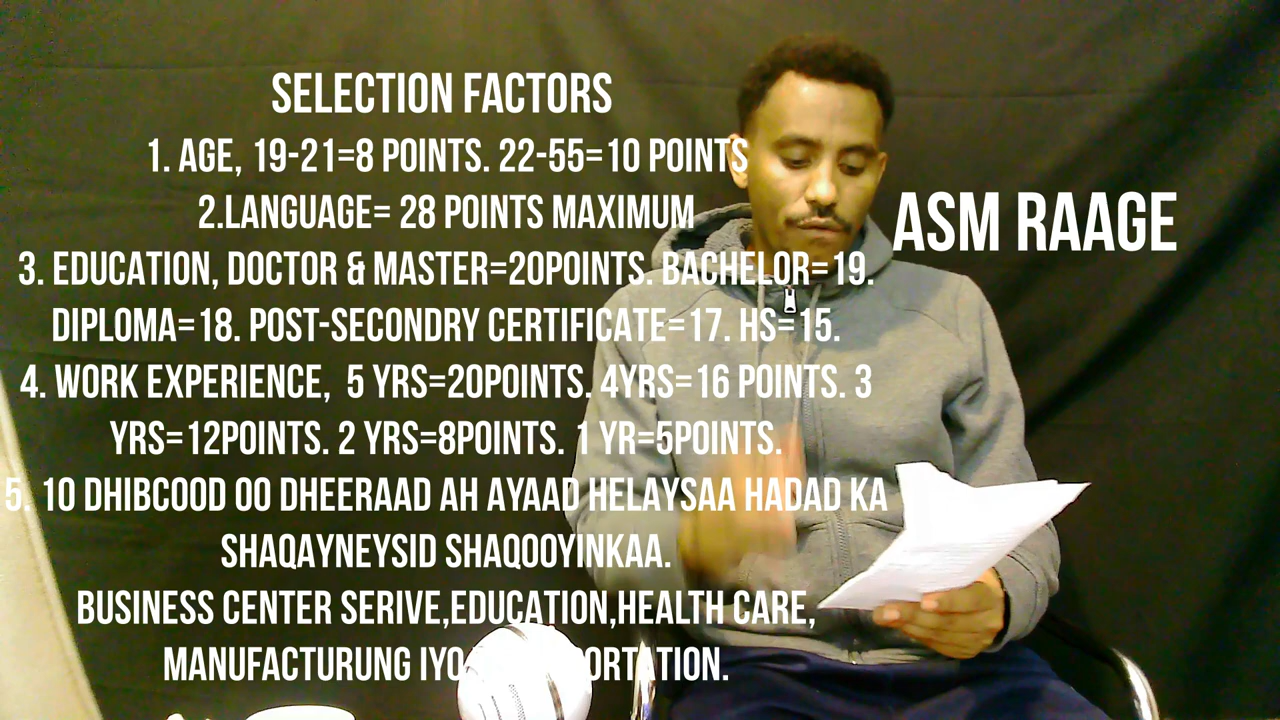 SELECTION FACTORS
1. AGE, 19-21=8 POINTS. 22-55=10 POINTS
2.LANGUAGE= 28 POINTS MAXIMUM
ASM RAAGE
3. EDUCATION, DOCTOR & MASTER=20POINTS. BACHELOR=19.
DIPLOMA=18. POST-SECONDRY CERTIFICATE=17. HS=15.
4. WORK EXPERIENCE, 5 YRS=20POINTS. 4YRS=16 POINTS. 3
YRS=12POINTS. 2 YRS=8POINTS. 1 YR=5POINTS.
5. 10 DHIBCOOD OO DHEERAAD AH AYAAD HELAYSAA HADAD KA
SHAQAYNEYSID SHAQOOYINKAA.
BUSINESS CENTER SERIVE,EDUCATION,HEALTH CARE,
MANUFACTURUNG IYO